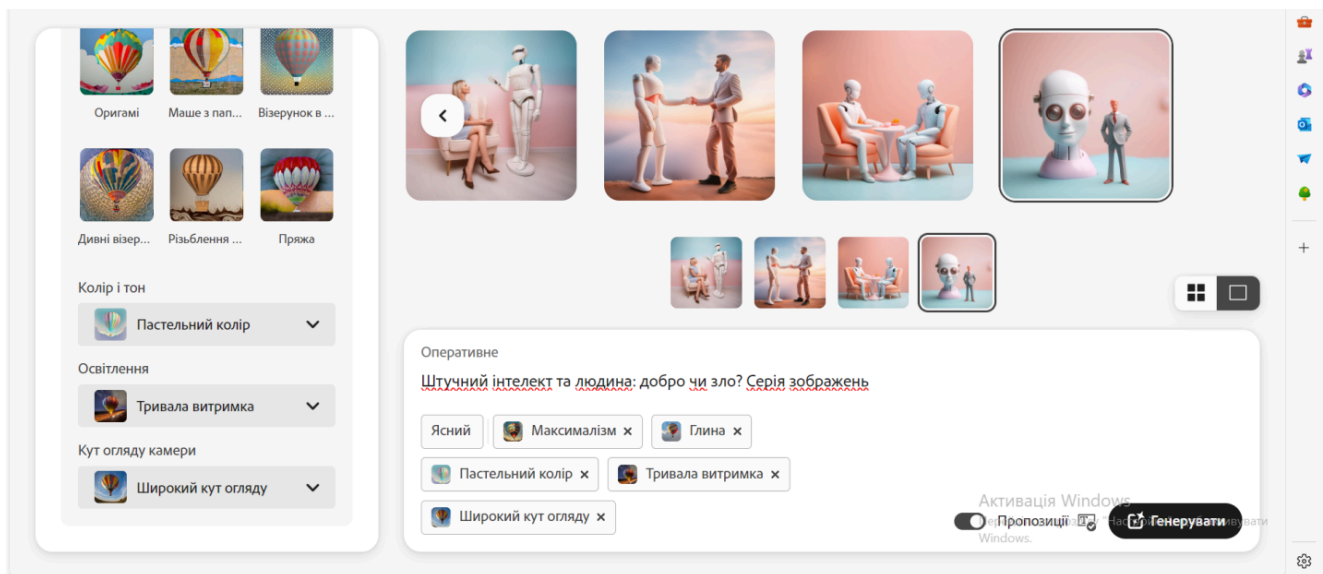 Оригамі
Маше з пап...
Візерунок в ...
Дивні візер...
Різьблення ...
Пряжа
Колір і тон
Пастельний колір
Освітлення
Тривала витримка
Кут огляду камери
Широкий кут огляду
Оперативне
Штучний інтелект та людина: добро чи зло? Серія зображень
Ясний
Максималізм ×
Глина ×
Пастельний колір ×
Тривала витримка ×
Широкий кут огляду ×
Активація Windows
Пропозиції
Генерувати
Windows.